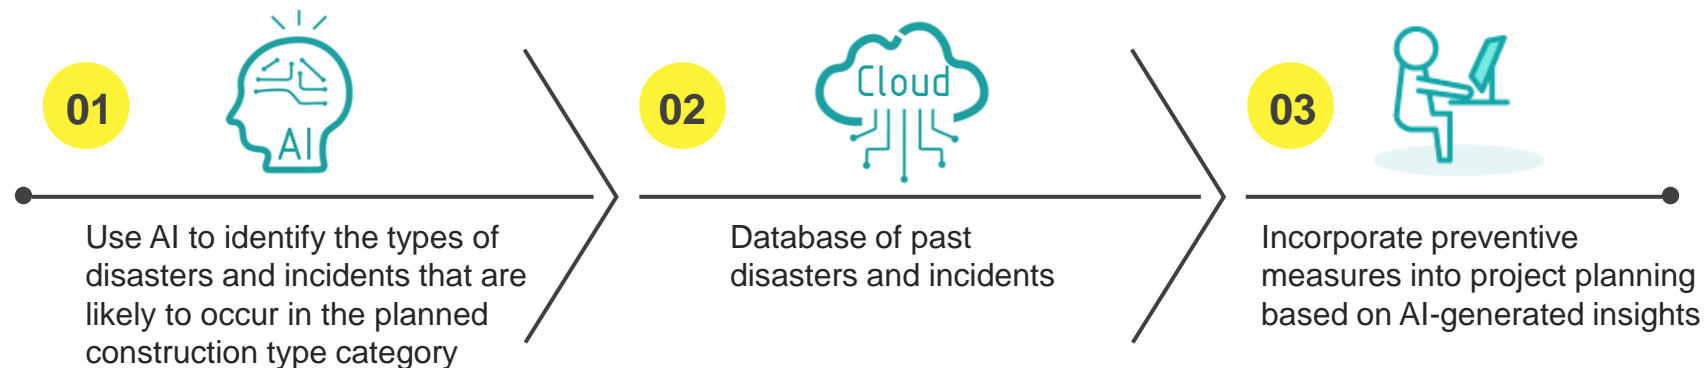 01
AI
Use AI to identify the types of
disasters and incidents that are
likely to occur in the planned
construction type category
02
Cloud
Database of past
disasters and incidents
03
Incorporate preventive
measures into project planning
based on AI-generated insights